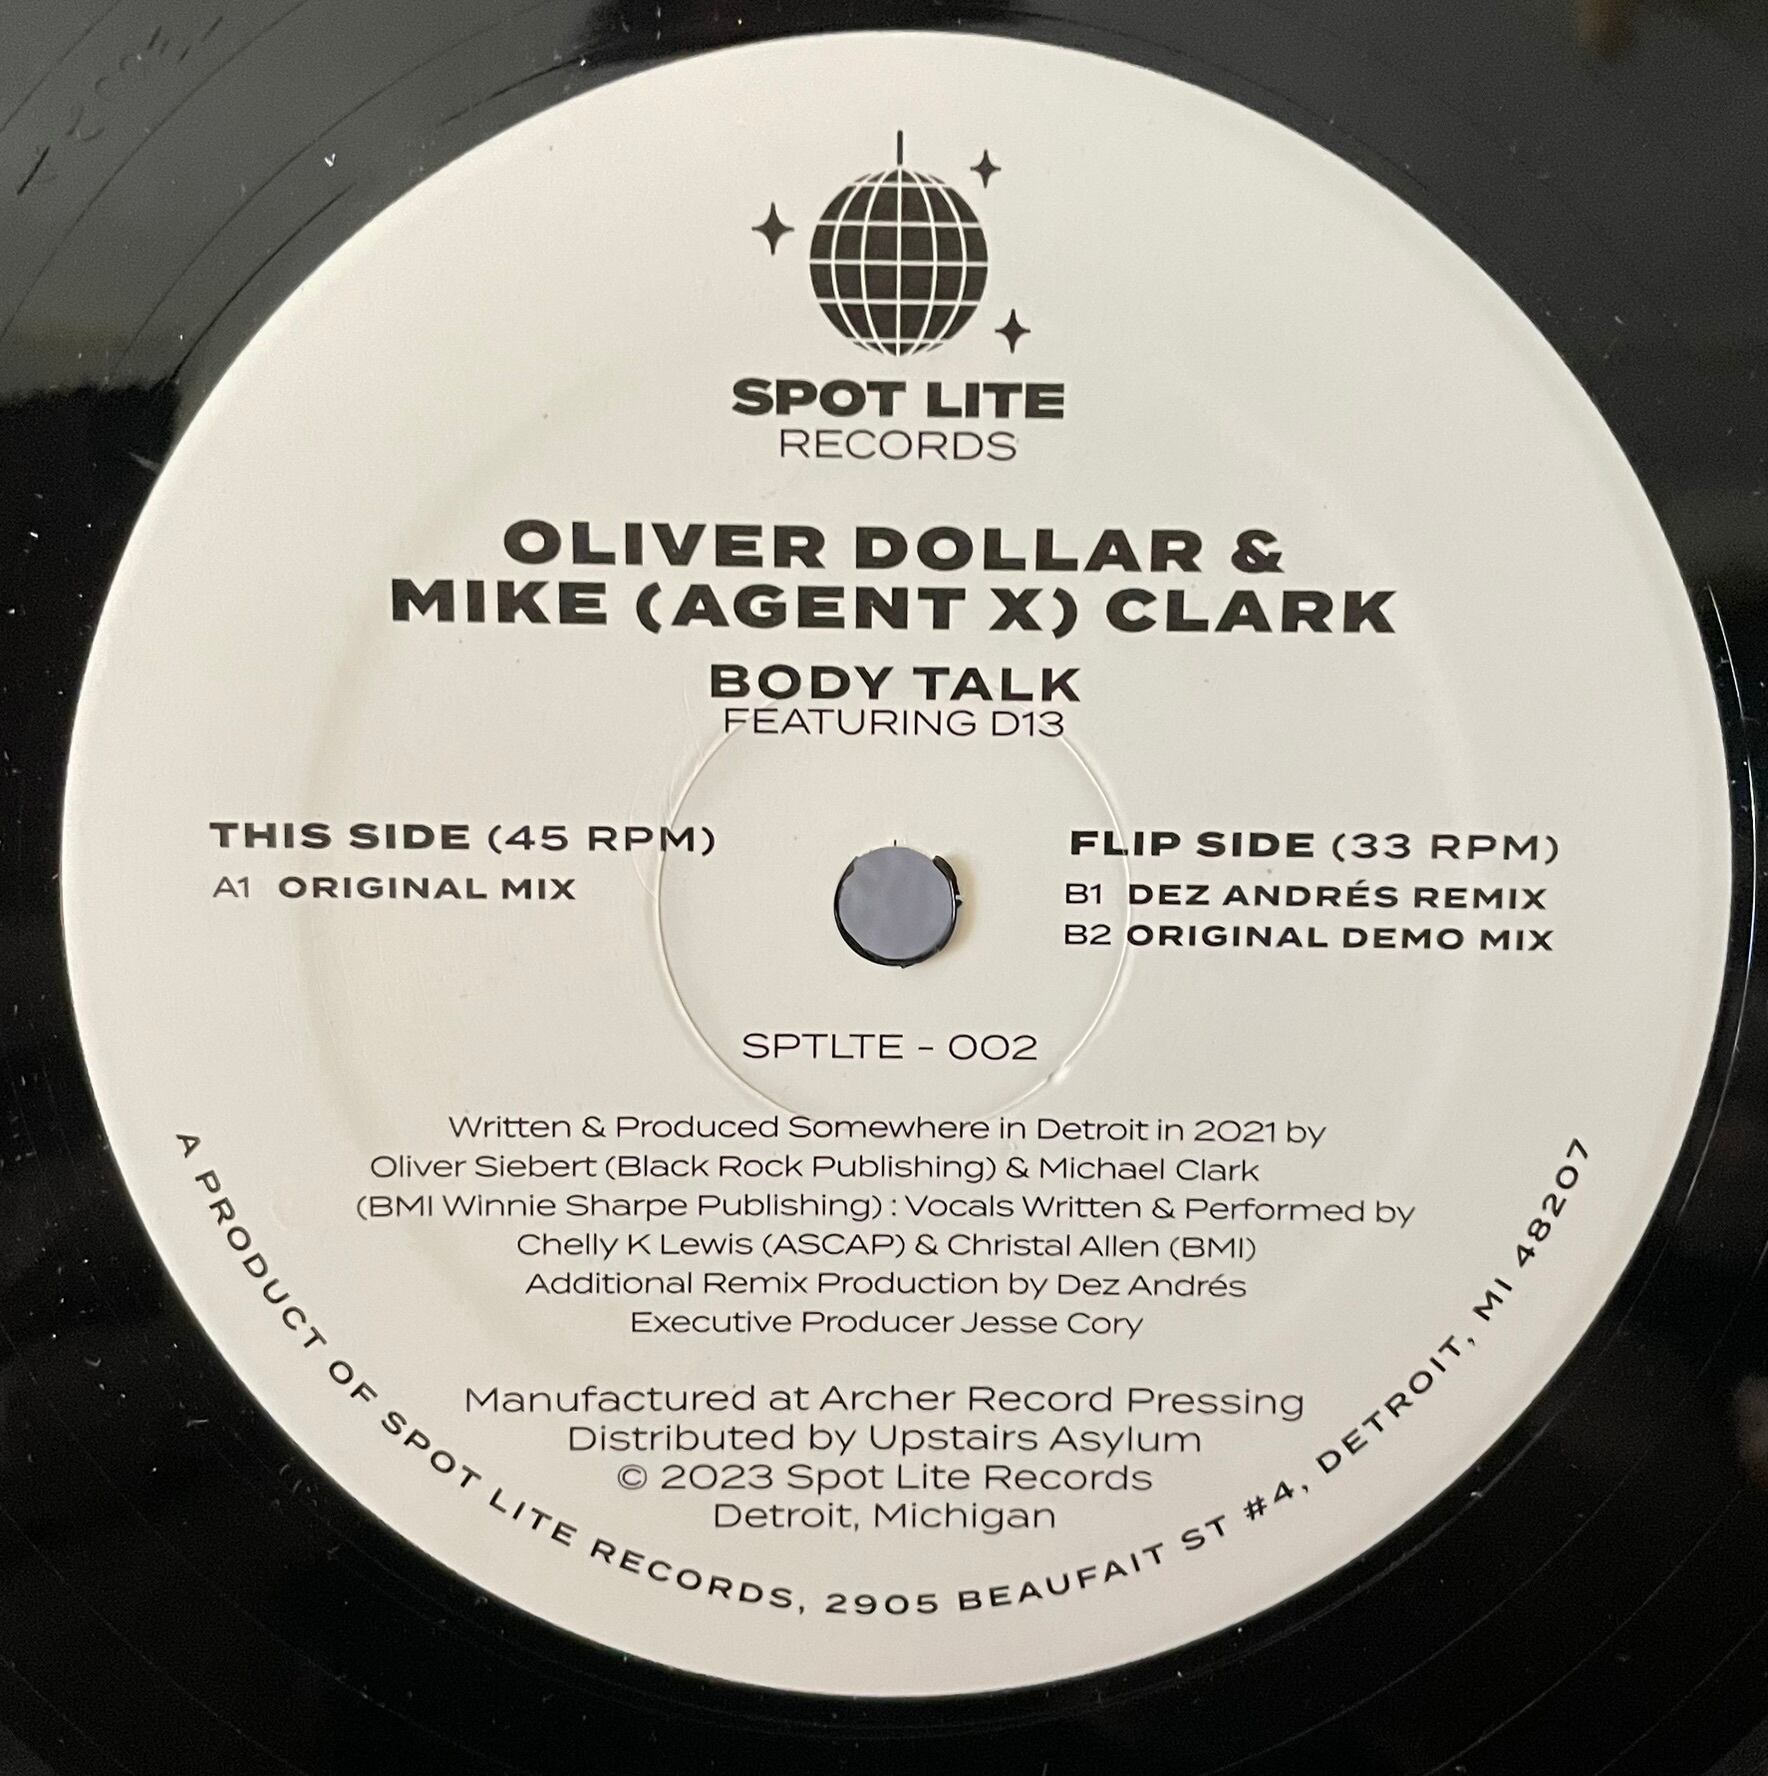 SPOT LITE
RECORDS
OLIVER DOLLAR &
MIKE (AGENT X) CLARK
BODY TALK
FEATURING D13
THIS SIDE (45 RPM)
A1 ORIGINAL MIX
FLIP SIDE (33 RPM)
B1 DEZ ANDRÉS REMIX
B2 ORIGINAL DEMO MIX
SPTLTE - 002
Written & Produced Somewhere in Detroit in 2021 by
Oliver Siebert (Black Rock Publishing) & Michael Clark
(BMI Winnie Sharpe Publishing) : Vocals Written & Performed by
Chelly K Lewis (ASCAP) & Christal Allen (BMI)
Additional Remix Production by Dez Andrés
Executive Producer Jesse Cory
Manufactured at Archer Record Pressing
Distributed by Upstairs Asylum
© 2023 Spot Lite Records
Detroit, Michigan
A PRODUCT OF SPOT LITE RECORDS, 2905 BEAUFAIT ST #4, DETROIT, MI 48207